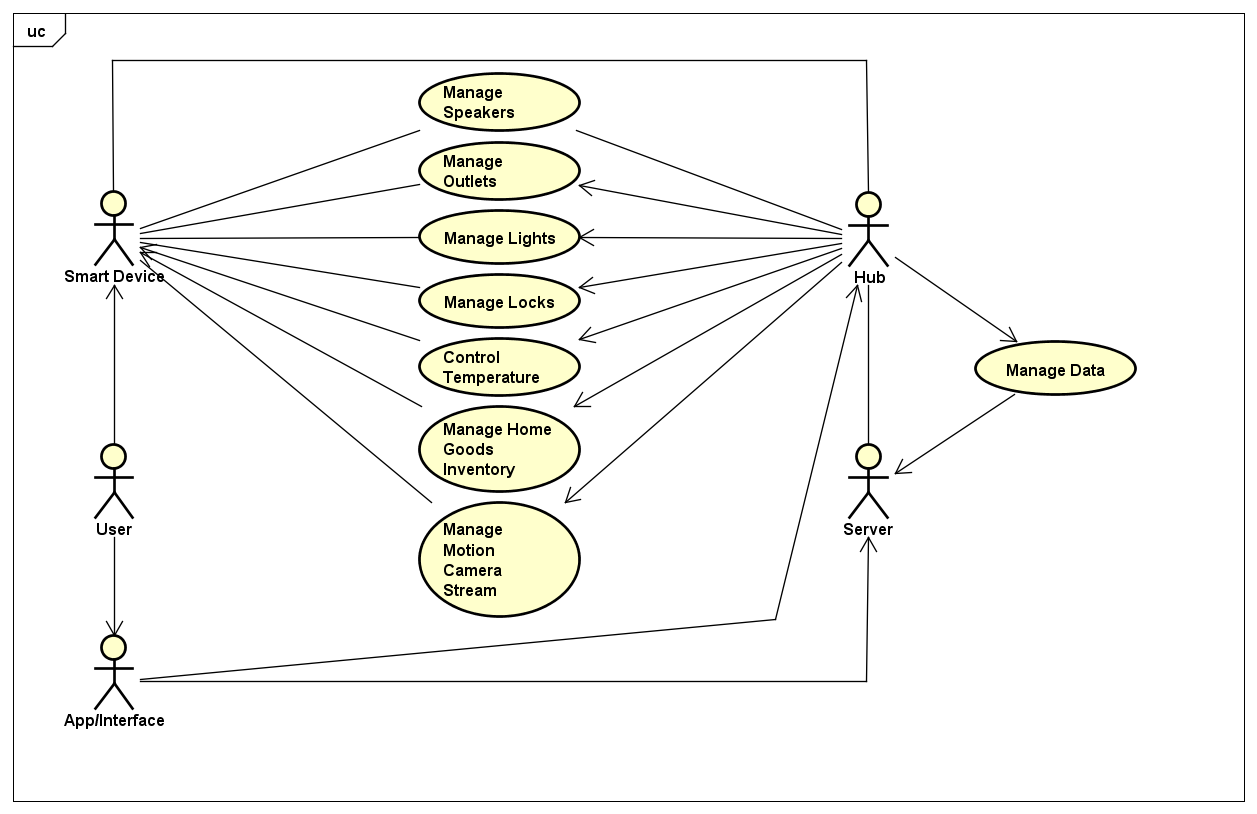 uc
Manage
Speakers
Manage
Outlets
Manage Lights
Smart Device
Hub
Manage Locks
Control
Temperature
Manage Data
Manage Home
Goods
Inventory
User
Server
Manage
Motion
Camera
Stream
App/Interface